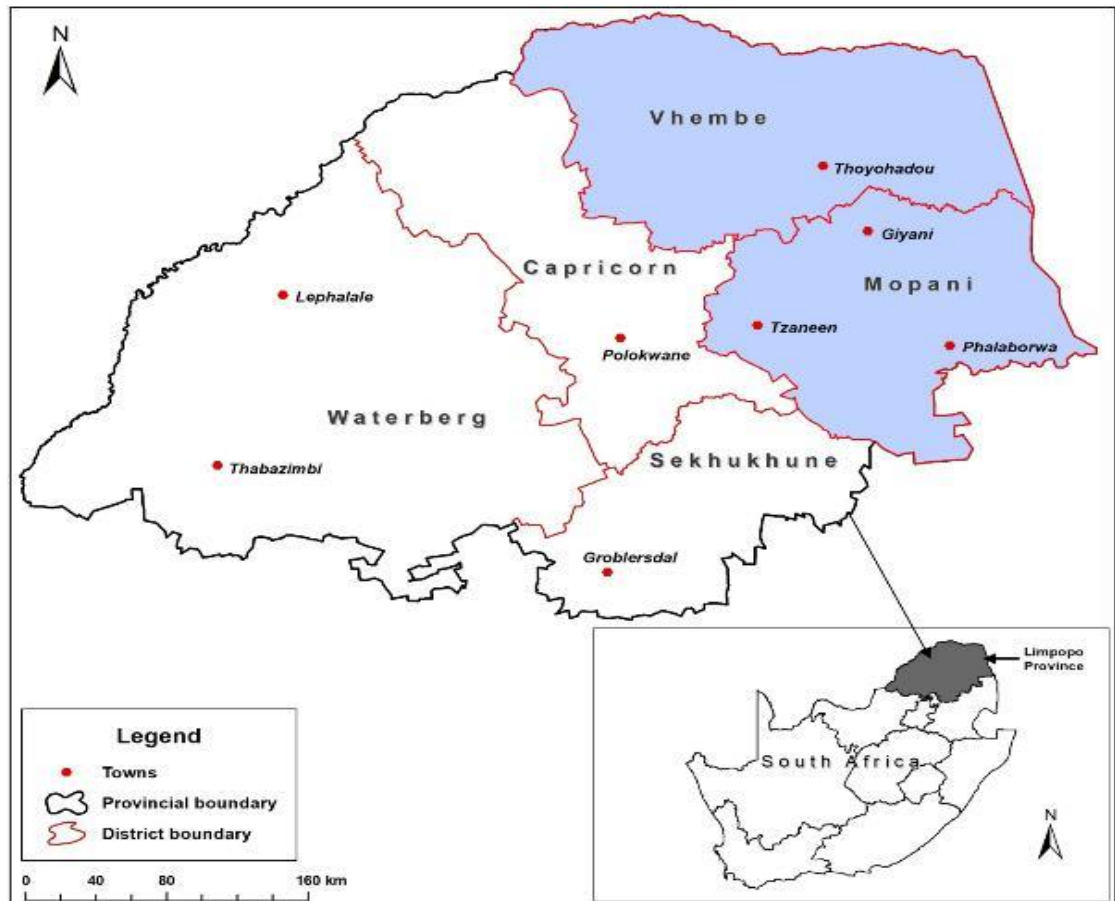 N
Vhembe
Thoyohadou
Giyani
Capricorn
Mopani
Lephalale
Tzaneen
Polokwane
Phalaborwa
Waterberg
Sekhukhune
Thabazimbi
Groblersdal
Limpopo
Province
South Africa
N
Legend
Towns
Provincial boundary
District boundary
0 40 80 160 km